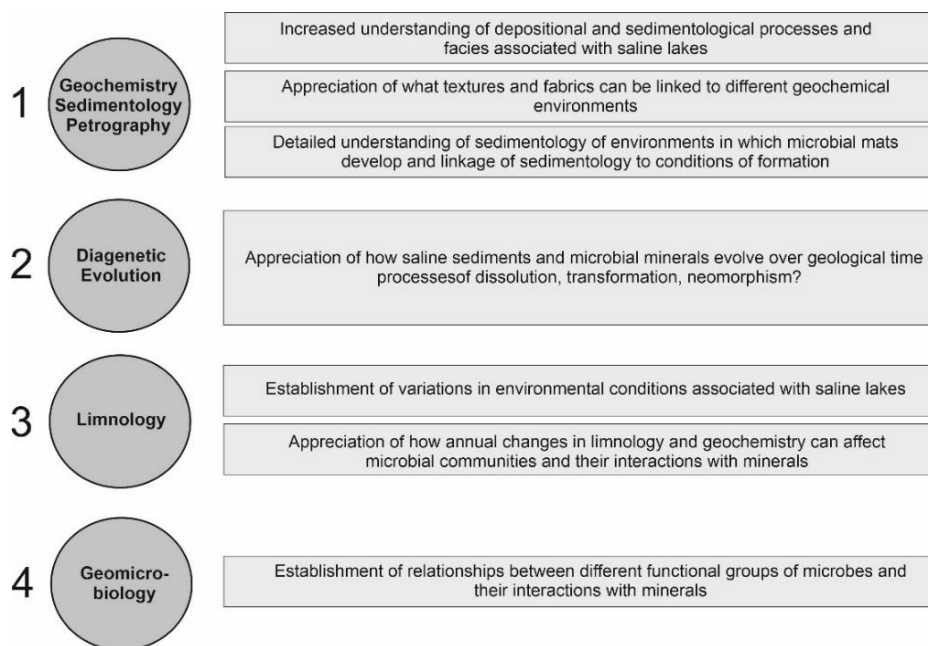 Increased understanding of depositional and sedimentological processes and
facies associated with saline lakes
1
Geochemistry
Sedimentology
Petrography
Appreciation of what textures and fabrics can be linked to different geochemical
environments
Detailed understanding of sedimentology of environments in which microbial mats
develop and linkage of sedimentology to conditions of formation
2
Diagenetic
Evolution
Appreciation of how saline sediments and microbial minerals evolve over geological time
processesof dissolution, transformation, neomorphism?
3
Limnology
Establishment of variations in environmental conditions associated with saline lakes
Appreciation of how annual changes in limnology and geochemistry can affect
microbial communities and their interactions with minerals
4
Geomicro-
biology
Establishment of relationships between different functional groups of microbes and
their interactions with minerals